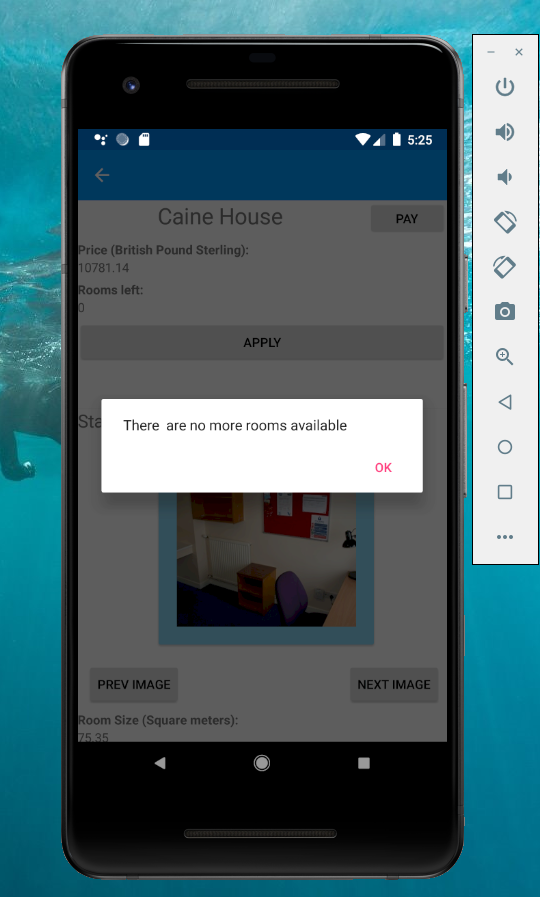 5:25
Caine House
PAY
Price (British Pound Sterling):
10781.14
Rooms left:
0
APPLY
Sta
There  are no more rooms available
OK
PREV IMAGE
NEXT IMAGE
Room Size (Square meters):
75.35